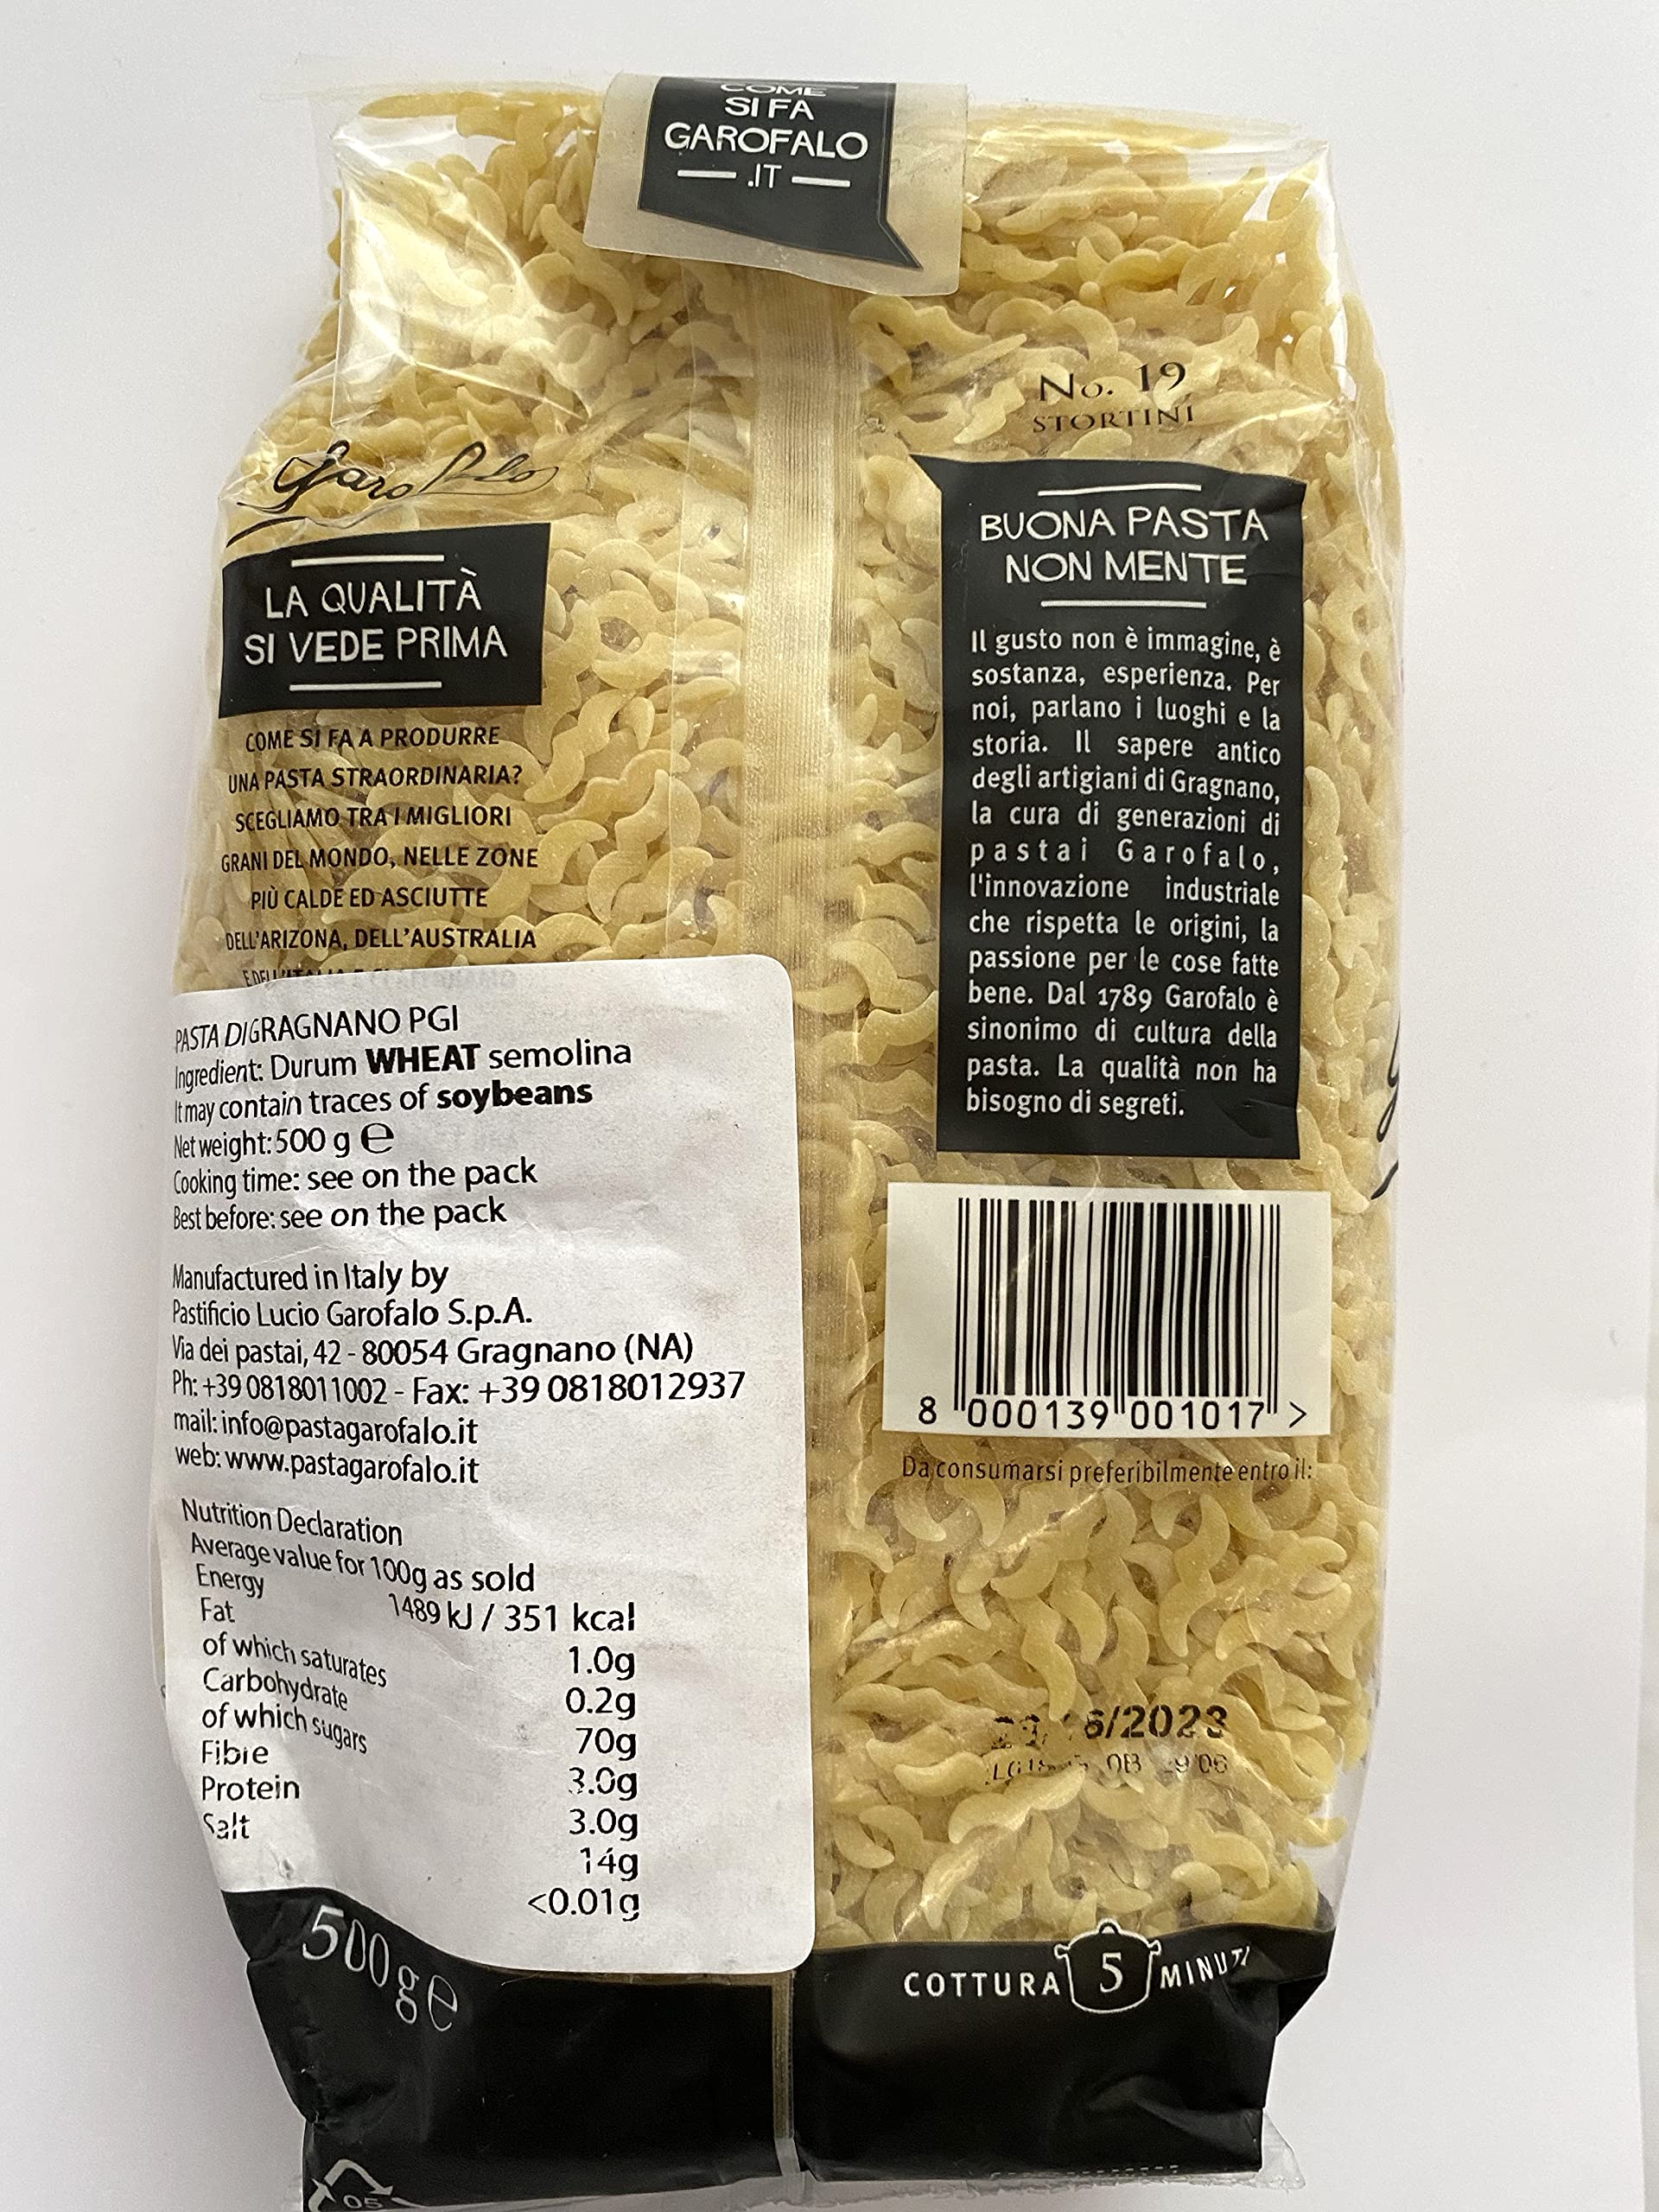 COME
SI FA
GAROFALO
.IT
No. 19
STORTINI
Garofalo
LA QUALITÀ
SI VEDE PRIMA
COME SI FA A PRODURRE
UNA PASTA STRAORDINARIA?
SCEGLIAMO TRA I MIGLIORI
GRANI DEL MONDO, NELLE ZONE
PIÙ CALDE ED ASCIUTTE
DELL'ARIZONA, DELL'AUSTRALIA
PASTA DI GRAGNANO PGI
Ingredient: Durum WHEAT semolina
It may contain traces of soybeans
Net weight: 500 g e
Cooking time: see on the pack
Best before: see on the pack
Manufactured in Italy by
Pastificio Lucio Garofalo S.p.A.
Via dei pastai, 42 - 80054 Gragnano (NA)
Ph: +39 0818011002 - Fax: +39 0818012937
mail: info@pastagarofalo.it
web: www.pastagarofalo.it
Nutrition Declaration
Average value for 100g as sold
Energy 1489 kJ / 351 kcal
Fat 1.0g
of which saturates 0.2g
Carbohydrate 70g
of which sugars 3.0g
Fibre 3.0g
Protein 14g
Salt <0.01g
500 g e
BUONA PASTA
NON MENTE
Il gusto non è immagine, è
sostanza, esperienza. Per
noi, parlano i luoghi e la
storia. Il sapere antico
degli artigiani di Gragnano,
la cura di generazioni di
pastai Garofalo,
l'innovazione industriale
che rispetta le origini, la
passione per le cose fatte
bene. Dal 1789 Garofalo è
sinonimo di cultura della
pasta. La qualità non ha
bisogno di segreti.
8 000139 001017 >
Da consumarsi preferibilmente entro il:
6/2023
COTTURA 5 MINUTI
05